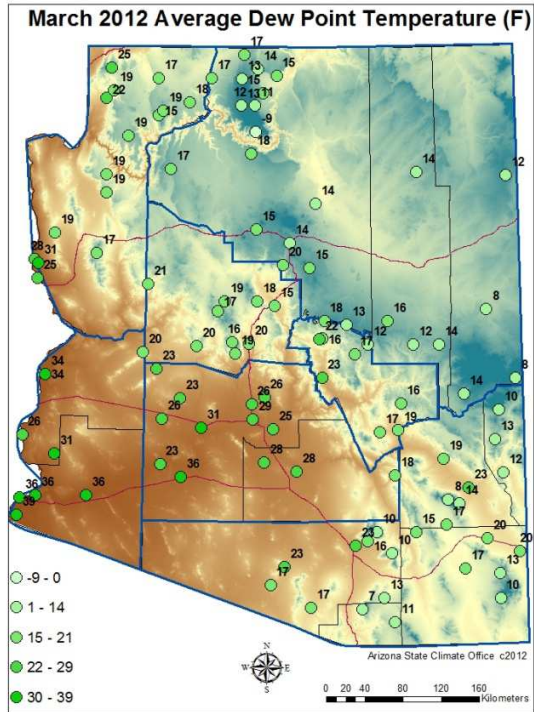 March 2012 Average Dew Point Temperature (F)
17
25 14
17 17 13 15
19 15
22 19 18 12 13 11
15
19 -9
18
17 14 12
19
19 14
19 15
14
28 31 17 20 15
25
21
18 8
17 15
18 13 16
22
20 20 16 19 20 16 17 12 12 14
34 23 23 8
34
23 26 26 16 14 10
26 29
26 31 25 17 19 13
31 23 28 19
36 28 18 23 12
36 36 8 14
39 17
10 15 20
23 16 10 20
23 17
17 13
17 7 13 10
11
-9 - 0
1 - 14
15 - 21
22 - 29
30 - 39
N
W E
S
Arizona State Climate Office c2012
0 20 40 80 120 160
Kilometers